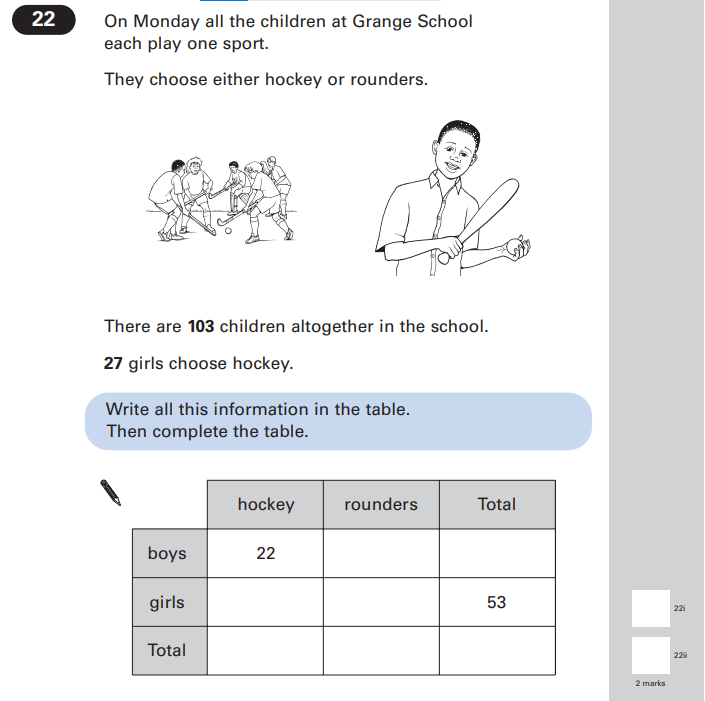 22
On Monday all the children at Grange School
each play one sport.
They choose either hockey or rounders.
There are 103 children altogether in the school.
27 girls choose hockey.
Write all this information in the table.
Then complete the table.
hockey rounders Total
boys 22
girls 53
Total
22i
22ii
2 marks